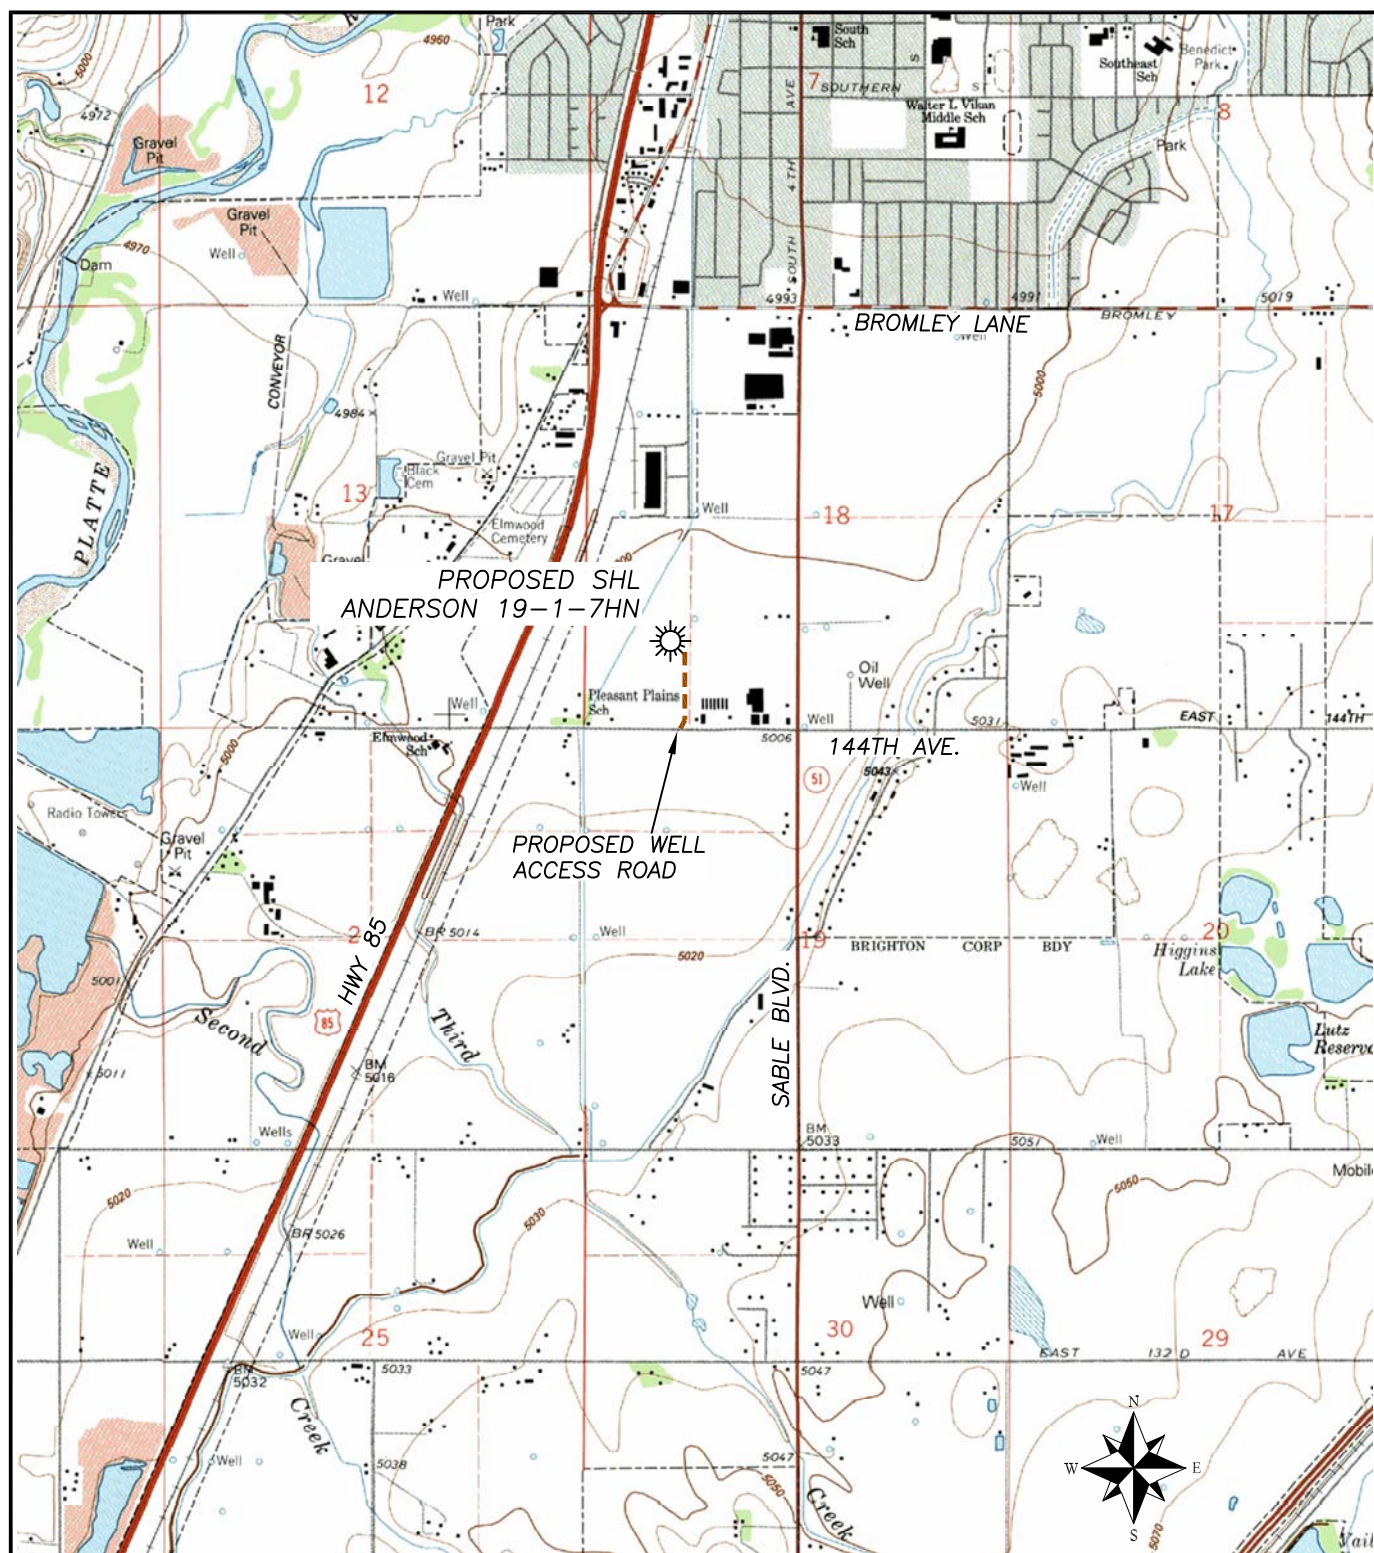 Park
4960
5000
12
South
Sch
7
SOUTHERN
ST
S
Southeast
Sch
Benedict
Park
8
4972
Gravel
Pit
Walter L Vikan
Middle Sch
AVE
4TH
SOUTH
Park
Gravel
Pit
Well
4970
Dam
Well
4993
4991
5019
BROMLEY LANE
BROMLEY
Well
CONVEYOR
4984
5000
PLATTE
13
Black
Cem
Gravel Pit
Elmwood
Cemetery
Well
18
17
Gravel
PROPOSED SHL
ANDERSON 19-1-7HN
Oil
Well
Pleasant Plains
Sch
Well
Well
5031
EAST
144TH
5006
144TH AVE.
Elmwood
Sch
5000
51
5043
Well
Radio Towers
Gravel
Pit
PROPOSED WELL
ACCESS ROAD
2
BR 5014
Well
5020
19
BRIGHTON
CORP
BDY
20
Higgins
Lake
HWY 85
85
SABLE BLVD.
5001
Second
Third
Lutz
5011
BM
5016
Wells
BM
5033
5051
Well
5050
5020
5030
BR 5026
Well
Well
Well
25
30
29
BM
5032
5033
5047
EAST
132 D
AVE
Creek
5038
Well
5047
5050
Creek
N
W
E
S
5070